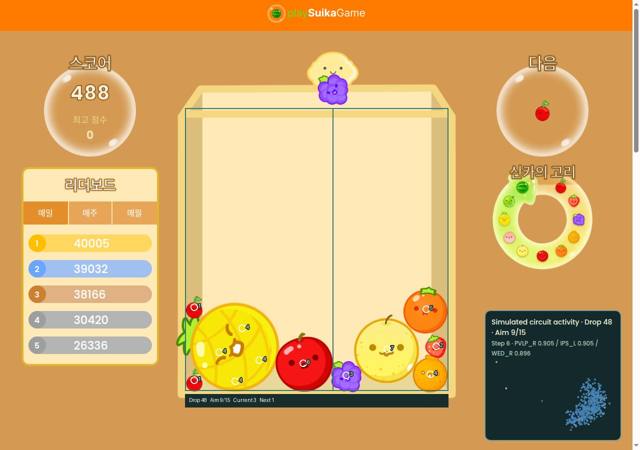 playSuikaGame
스코어
488
최고 점수
0
다음
산카의 고리
리더보드
매일
매주
매월
1 40005
2 39032
3 38166
4 30420
5 26336
Simulated circuit activity · Drop 48
· Aim 9/15
Step 6 · PVLP_R 0.905 / IPS_L 0.905 /
WED_R 0.896
Drop 48 Aim 9/15 Current 3 Next 1